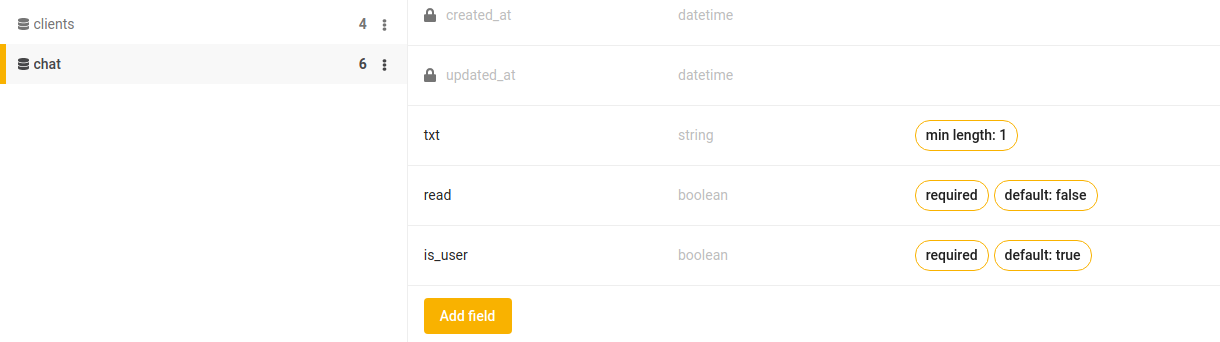 clients 4
chat 6
created_at datetime
updated_at datetime
txt string min length: 1
read boolean required default: false
is_user boolean required default: true
Add field